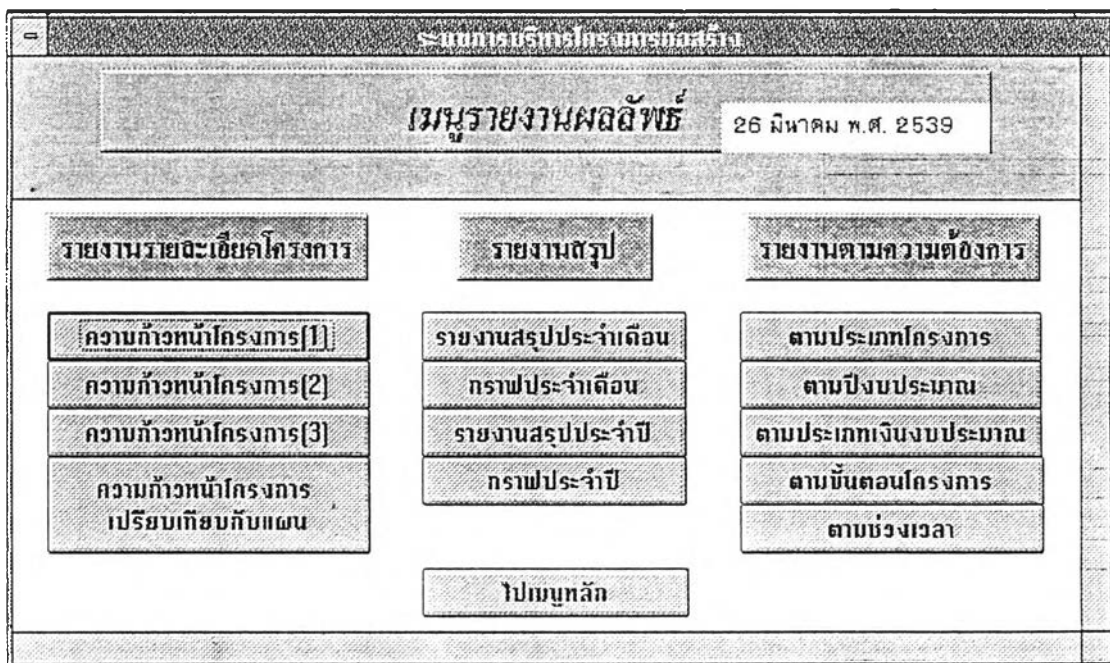 ระบบการบริหารโครงการก่อสร้าง
เมนูรายงานผลลัพธ์
26 มีนาคม พ.ศ. 2539
รายงานรายละเอียดโครงการ
ความก้าวหน้าโครงการ(1)
ความก้าวหน้าโครงการ(2)
ความก้าวหน้าโครงการ(3)
ความก้าวหน้าโครงการ
เปรียบเทียบกับแผน
รายงานสรุป
รายงานสรุปประจำเดือน
กราฟประจำเดือน
รายงานสรุปประจำปี
กราฟประจำปี
รายงานตามความต้องการ
ตามประเภทโครงการ
ตามปีงบประมาณ
ตามประเภทเงินงบประมาณ
ตามขั้นตอนโครงการ
ตามช่วงเวลา
ไปเมนูหลัก